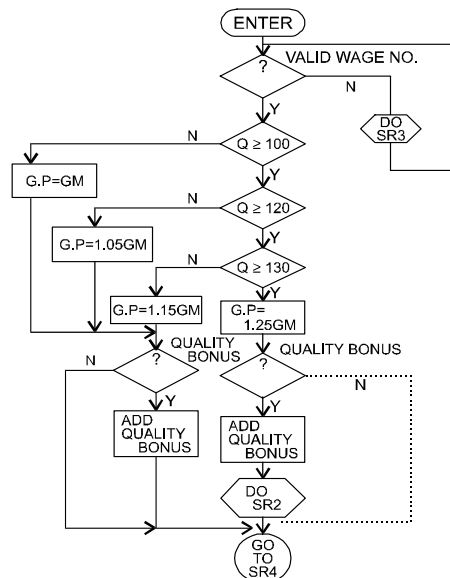 ENTER
?
VALID WAGE NO.
N
Y
DO
SR3
N
Q ≥ 100
Y
G.P=GM
N
Q ≥ 120
Y
G.P=1.05GM
N
Q ≥ 130
Y
G.P=1.15GM
G.P=
1.25GM
QUALITY
BONUS
QUALITY BONUS
N
?
?
N
Y
Y
ADD
QUALITY
BONUS
ADD
QUALITY
BONUS
DO
SR2
GO
TO
SR4